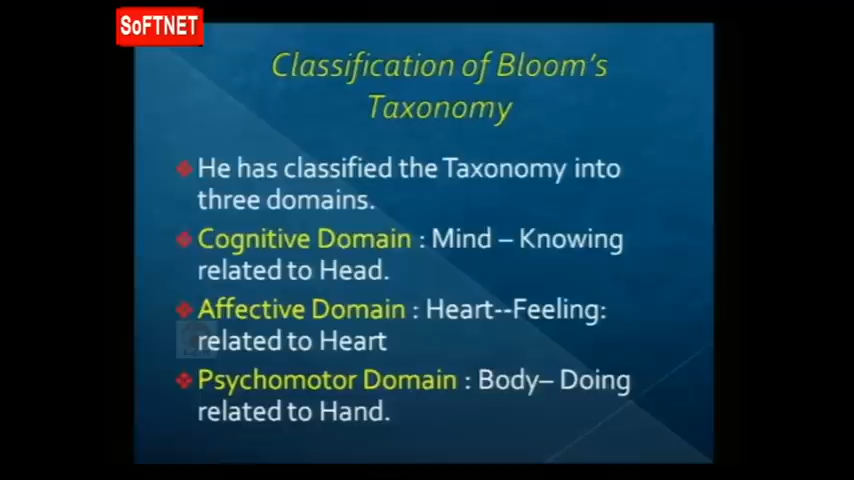 SoFTNET
Classification of Bloom's
Taxonomy
He has classified the Taxonomy into
three domains.
Cognitive Domain : Mind – Knowing
related to Head.
Affective Domain : Heart--Feeling:
related to Heart
Psychomotor Domain : Body– Doing
related to Hand.